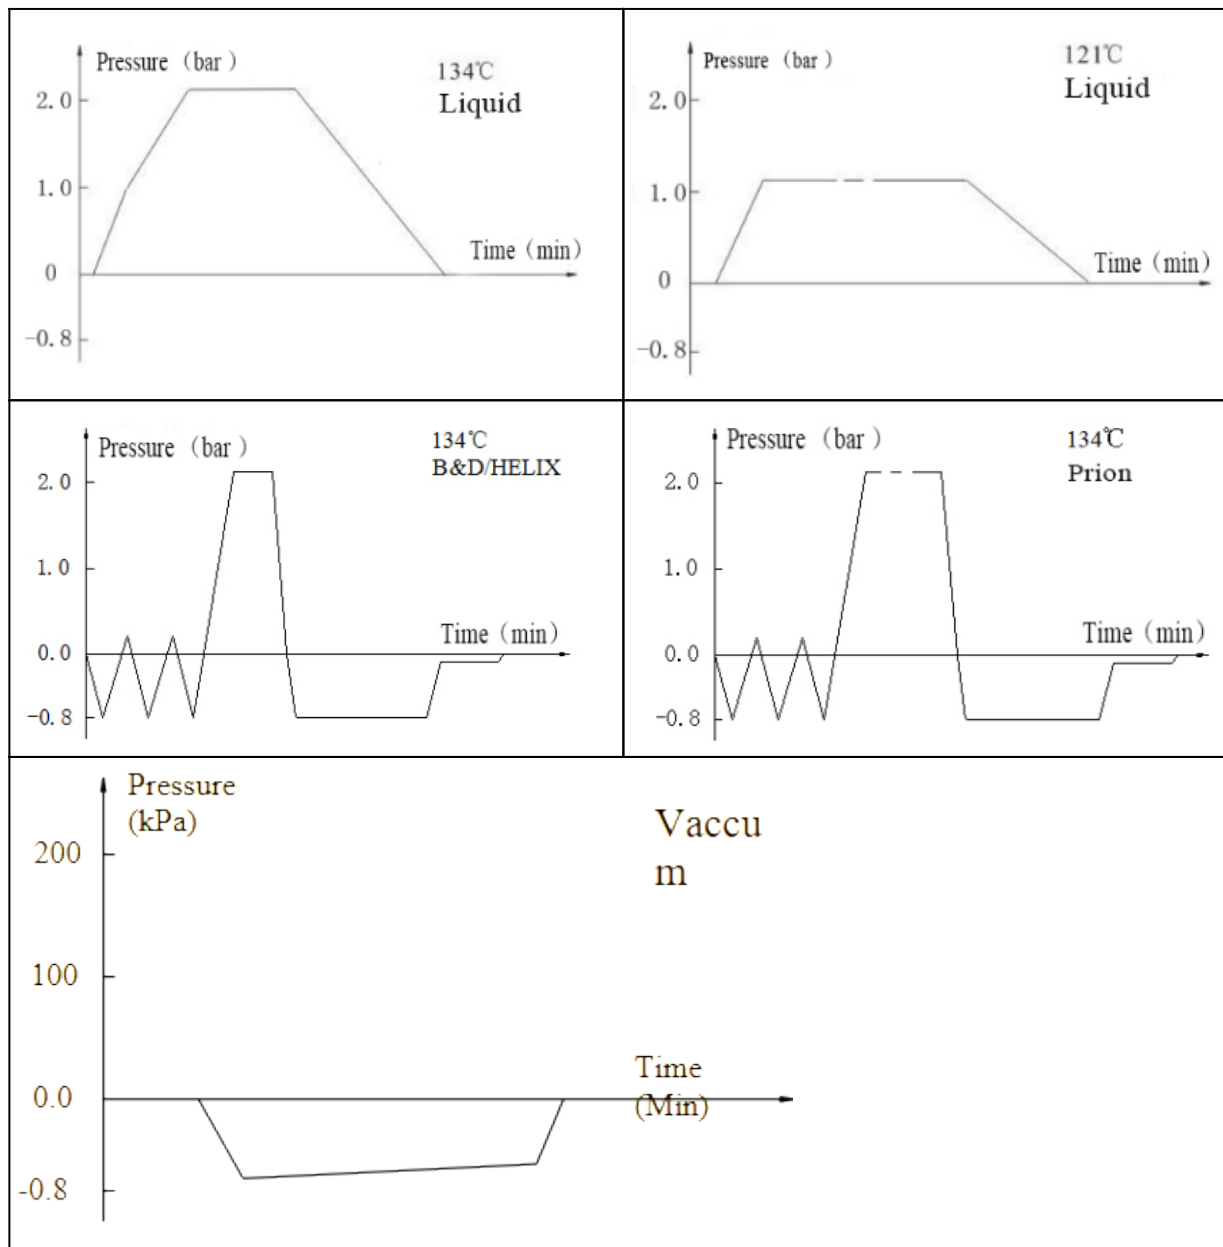 Pressure（bar）
134℃
Liquid
2.0
1.0
0
-0.8
Time（min）
Pressure（bar）
121℃
Liquid
2.0
1.0
0
-0.8
Time（min）
Pressure（bar）
134℃
B&D/HELIX
2.0
1.0
0.0
-0.8
Time（min）
Pressure（bar）
134℃
Prion
2.0
1.0
0.0
-0.8
Time（min）
Pressure
(kPa)
Vaccu
m
200
100
0.0
-0.8
Time
(Min)